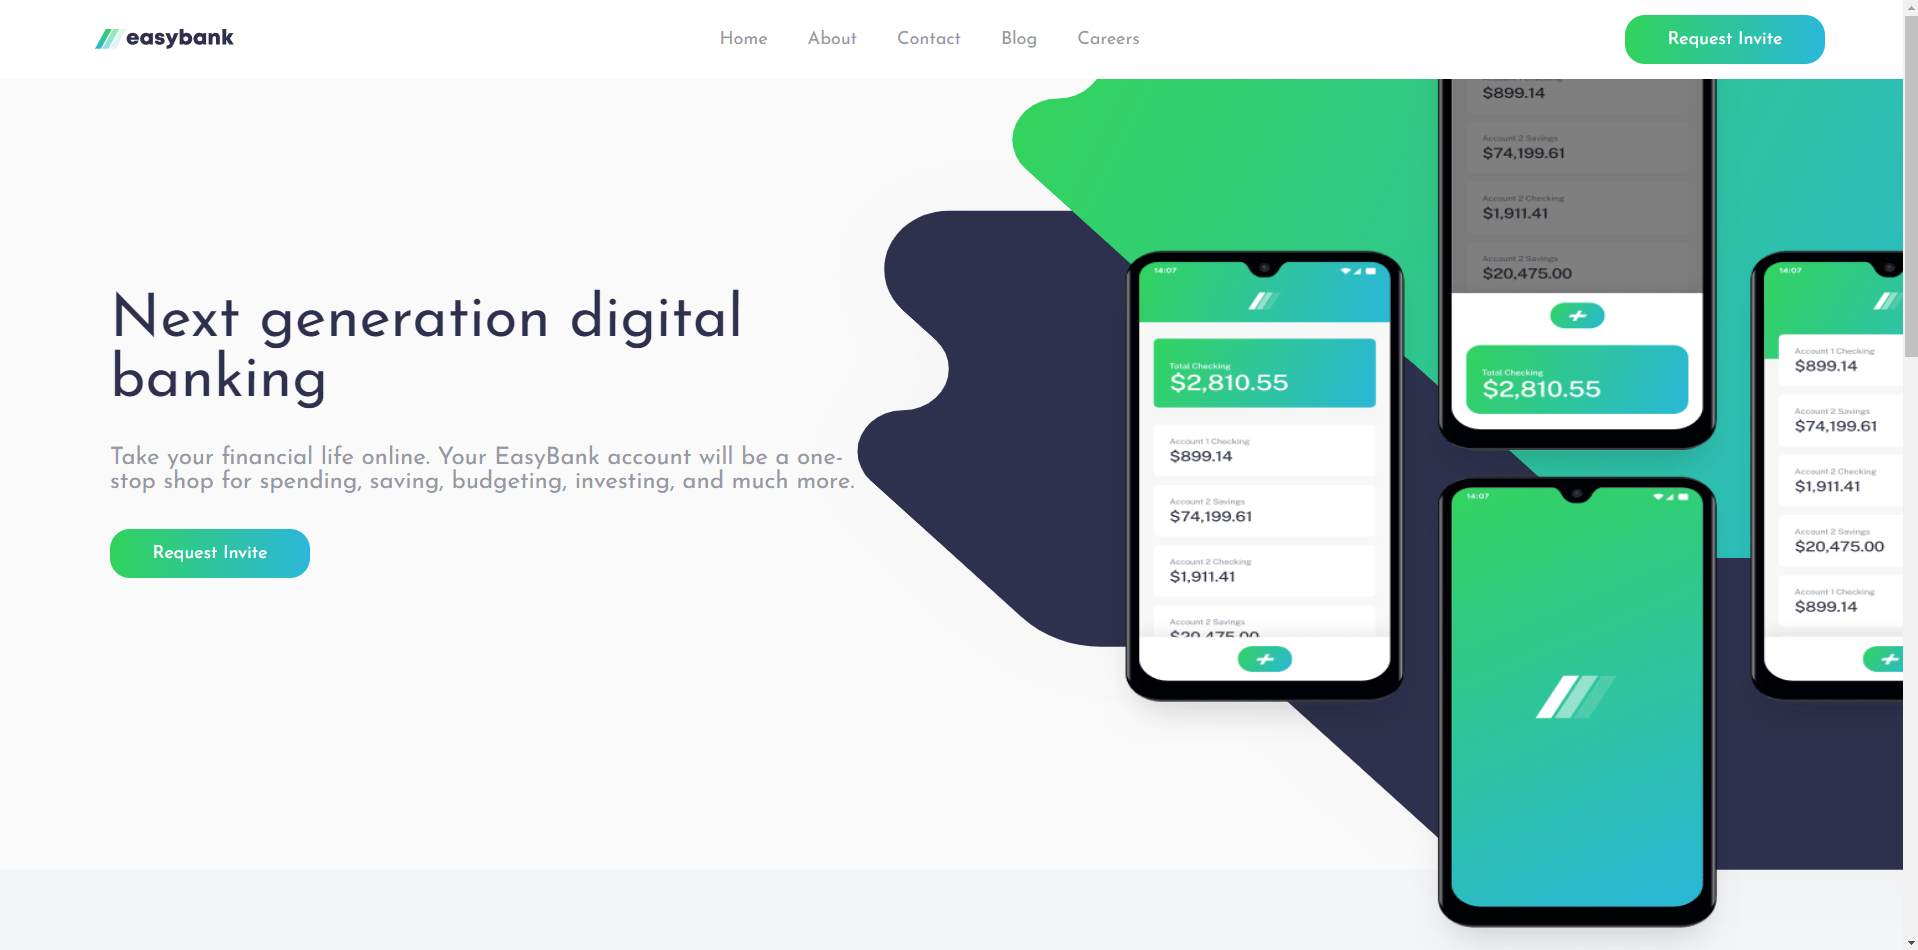 easybank
Home About Contact Blog Careers
Request Invite
Next generation digital
banking
Take your financial life online. Your EasyBank account will be a one-
stop shop for spending, saving, budgeting, investing, and much more.
Request Invite
14:07
Total Checking
$2,810.55
Account 1 Checking
$899.14
Account 2 Savings
$74,199.61
Account 2 Checking
$1,911.41
Account 2 Savings
$20,475.00
$899.14
Account 2 Savings
$74,199.61
Account 2 Checking
$1,911.41
Account 2 Savings
$20,475.00
Total Checking
$2,810.55
14:07
14:07
Account 1 Checking
$899.14
Account 2 Savings
$74,199.61
Account 2 Checking
$1,911.41
Account 2 Savings
$20,475.00
Account 1 Checking
$899.14